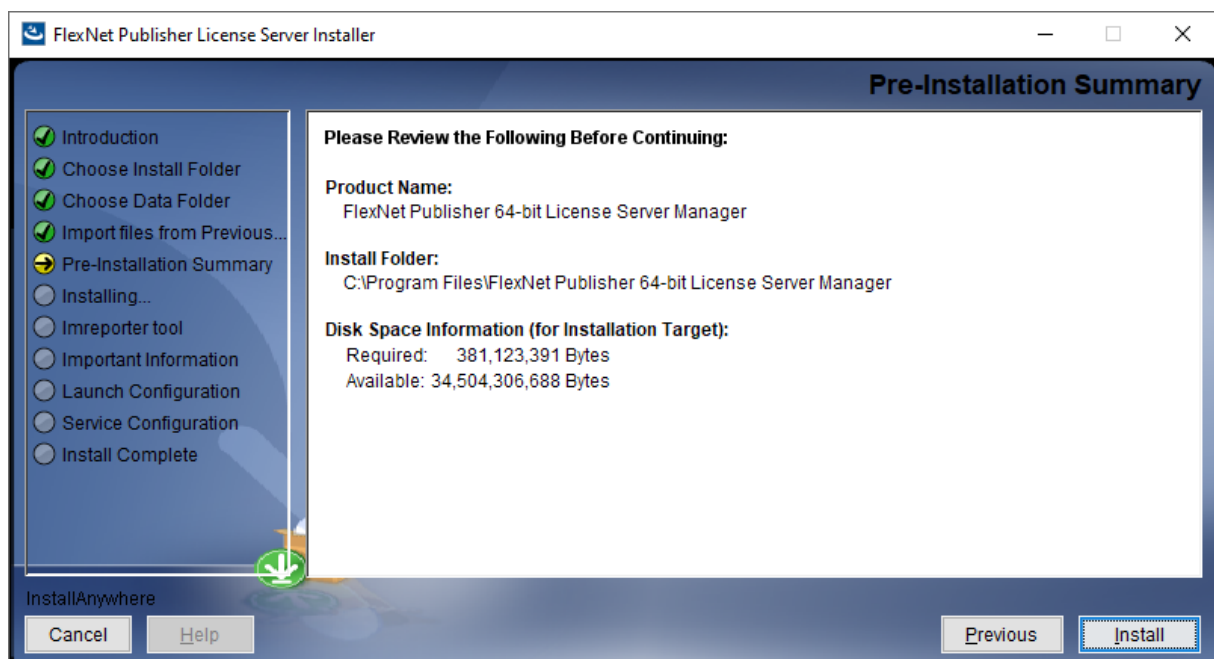 FlexNet Publisher License Server Installer
Pre-Installation Summary
Introduction
Choose Install Folder
Choose Data Folder
Import files from Previous...
Pre-Installation Summary
Installing...
lmreporter tool
Important Information
Launch Configuration
Service Configuration
Install Complete
Please Review the Following Before Continuing:
Product Name:
FlexNet Publisher 64-bit License Server Manager
Install Folder:
C:\Program Files\FlexNet Publisher 64-bit License Server Manager
Disk Space Information (for Installation Target):
Required: 381,123,391 Bytes
Available: 34,504,306,688 Bytes
InstallAnywhere
Cancel
Help
Previous
Install